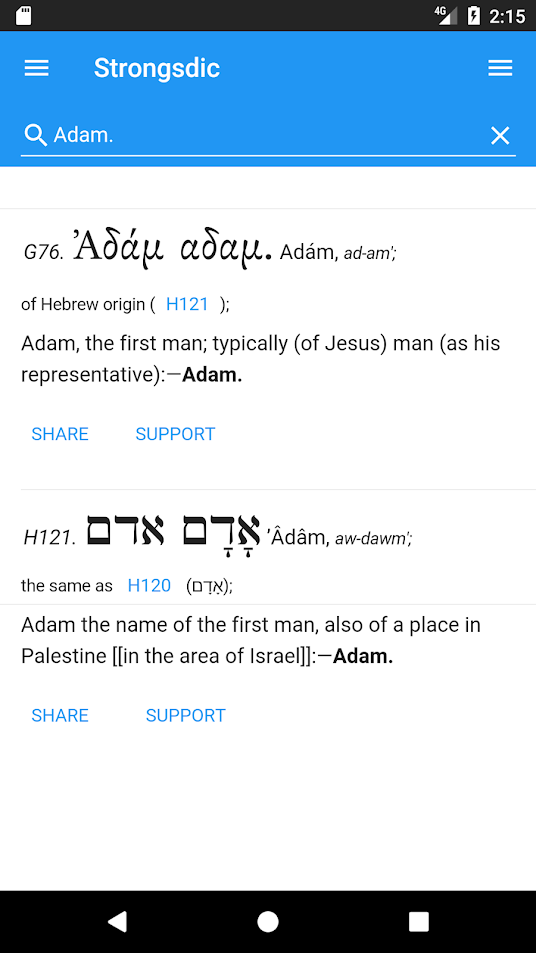 4G 2:15
Strongsdic
Adam.
G76. Ἀδάμ αδαμ. Adám, ad-am';
of Hebrew origin ( H121 );
Adam, the first man; typically (of Jesus) man (as his
representative):—Adam.
SHARE SUPPORT
H121. אָדָם אדם ʼÂdâm, aw-dawm';
the same as H120 (אָדָם);
Adam the name of the first man, also of a place in
Palestine [[in the area of Israel]]:—Adam.
SHARE SUPPORT